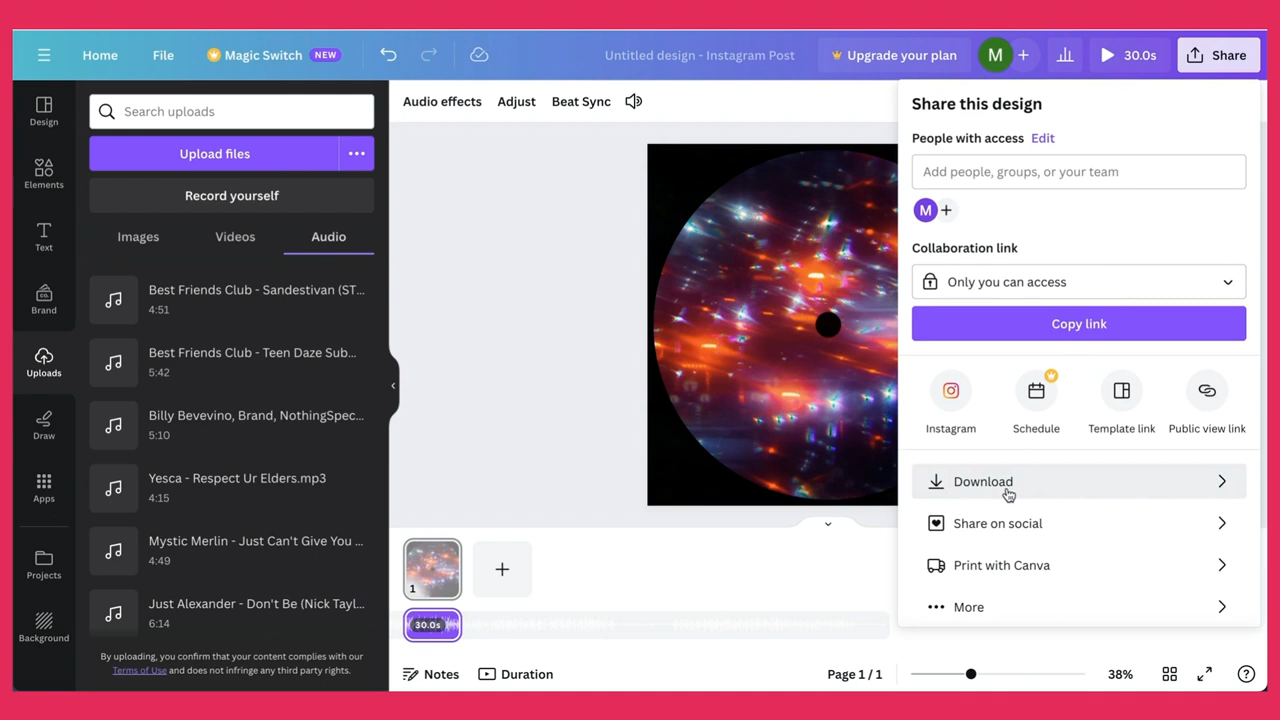 Home
File
Magic Switch NEW
Untitled design - Instagram Post
Upgrade your plan
M
30.0s
Share
Design
Elements
Text
Brand
Uploads
Draw
Apps
Projects
Background
Search uploads
Upload files
Record yourself
Images
Videos
Audio
Best Friends Club - Sandestivan (ST...
4:51
Best Friends Club - Teen Daze Sub...
5:42
Billy Bevevino, Brand, NothingSpec...
5:10
Yesca - Respect Ur Elders.mp3
4:15
Mystic Merlin - Just Can't Give You ...
4:49
Just Alexander - Don't Be (Nick Tayl...
6:14
By uploading, you confirm that your content complies with our
Terms of Use and does not infringe any third party rights.
Audio effects
Adjust
Beat Sync
1
30.0s
Notes
Duration
Page 1 / 1
38%
Share this design
People with access Edit
Add people, groups, or your team
M
Collaboration link
Only you can access
Copy link
Instagram
Schedule
Template link
Public view link
Download
Share on social
Print with Canva
More